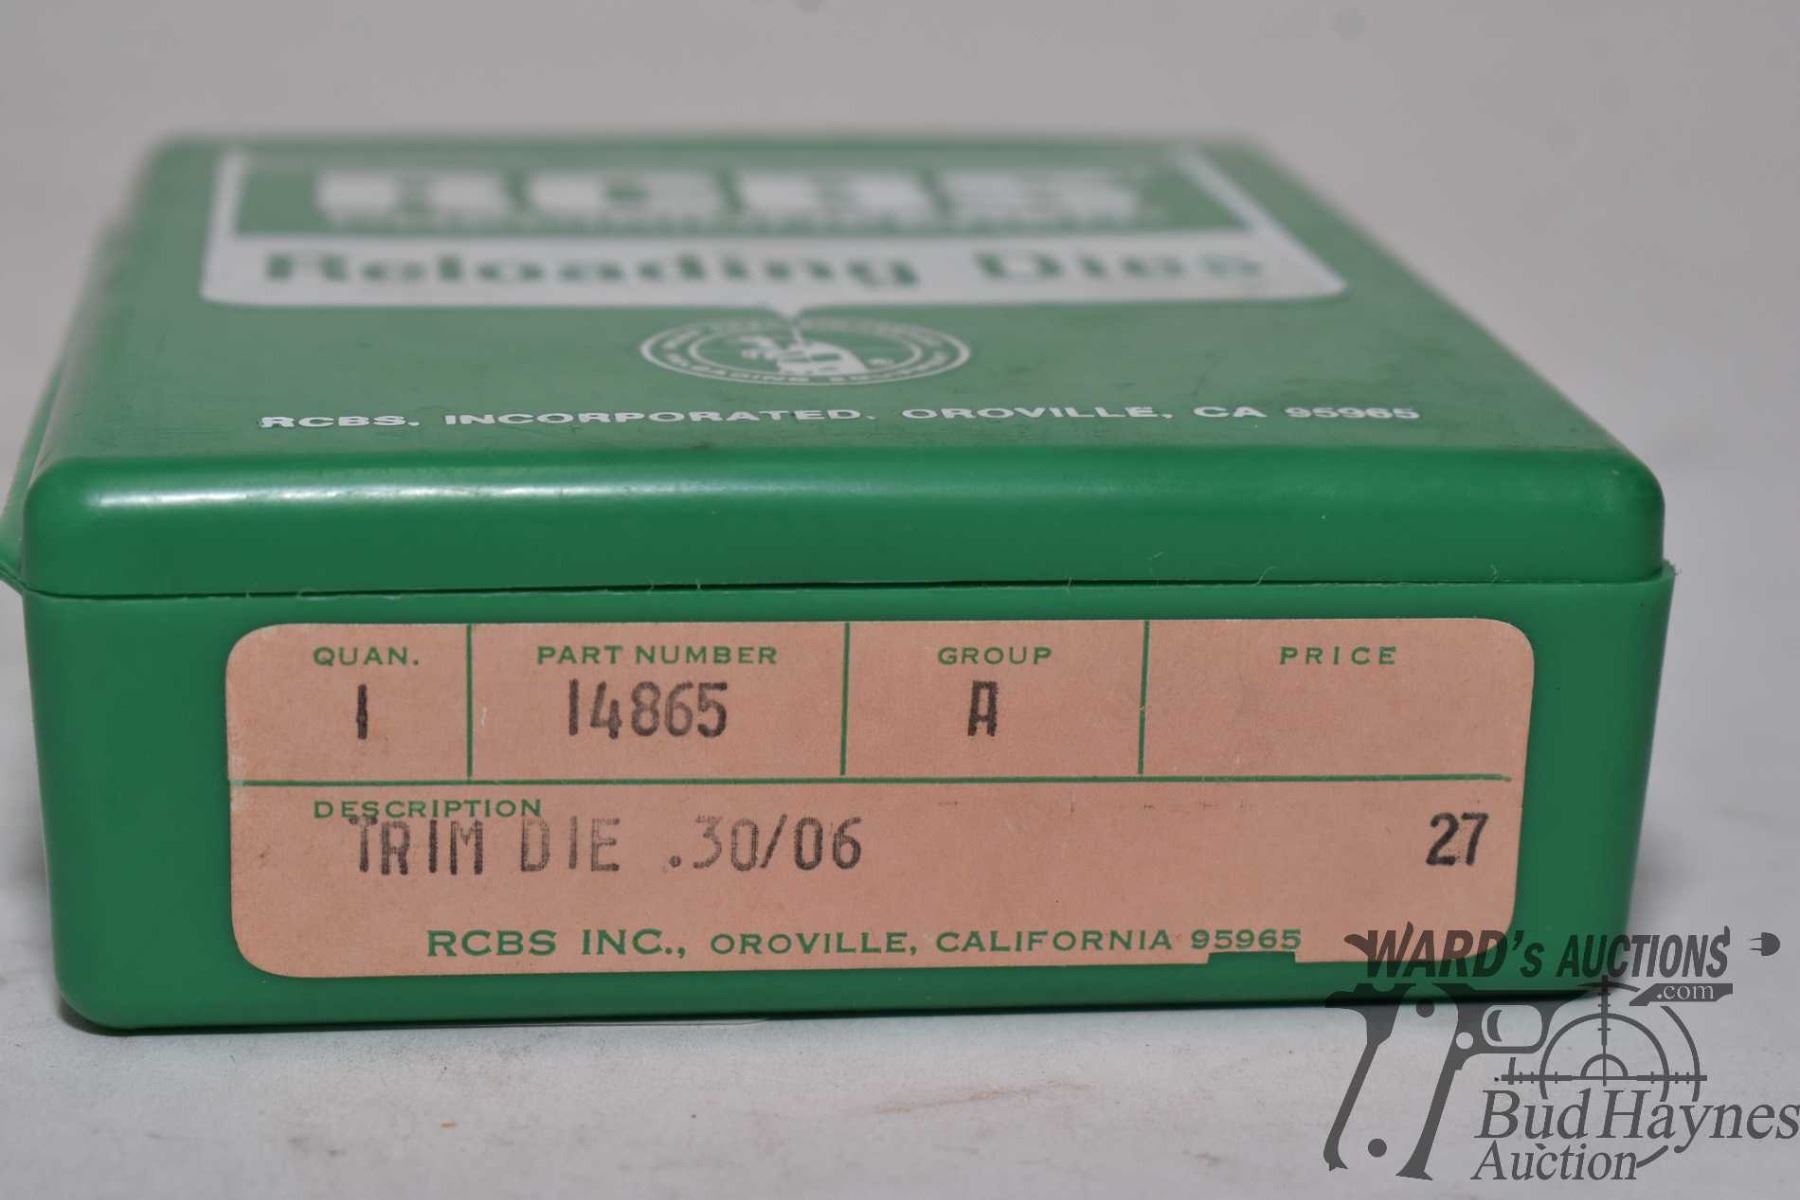 RCBS
Reloading Dies
RCBS, INCORPORATED, OROVILLE, CA 95965
QUAN. PART NUMBER GROUP PRICE
1 14865 A
DESCRIPTION
TRIM DIE .30/06 27
RCBS INC., OROVILLE, CALIFORNIA 95965
WARD's AUCTIONS
.com
Bud Haynes
Auction